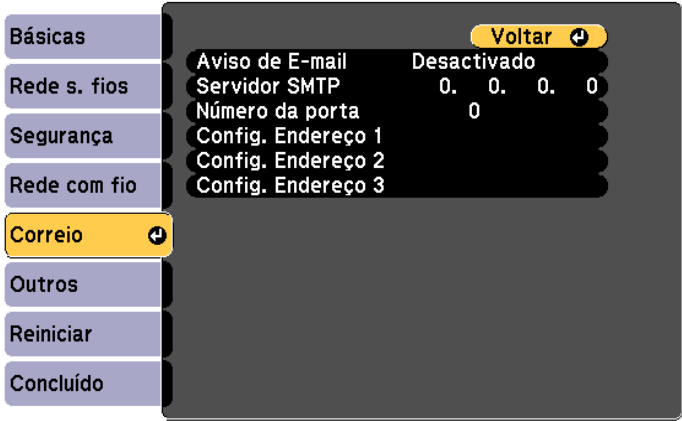 Básicas
Rede s. fios
Segurança
Rede com fio
Correio
Outros
Reiniciar
Concluído
Voltar
Aviso de E-mail Desactivado
Servidor SMTP 0. 0. 0. 0
Número da porta 0
Config. Endereço 1
Config. Endereço 2
Config. Endereço 3